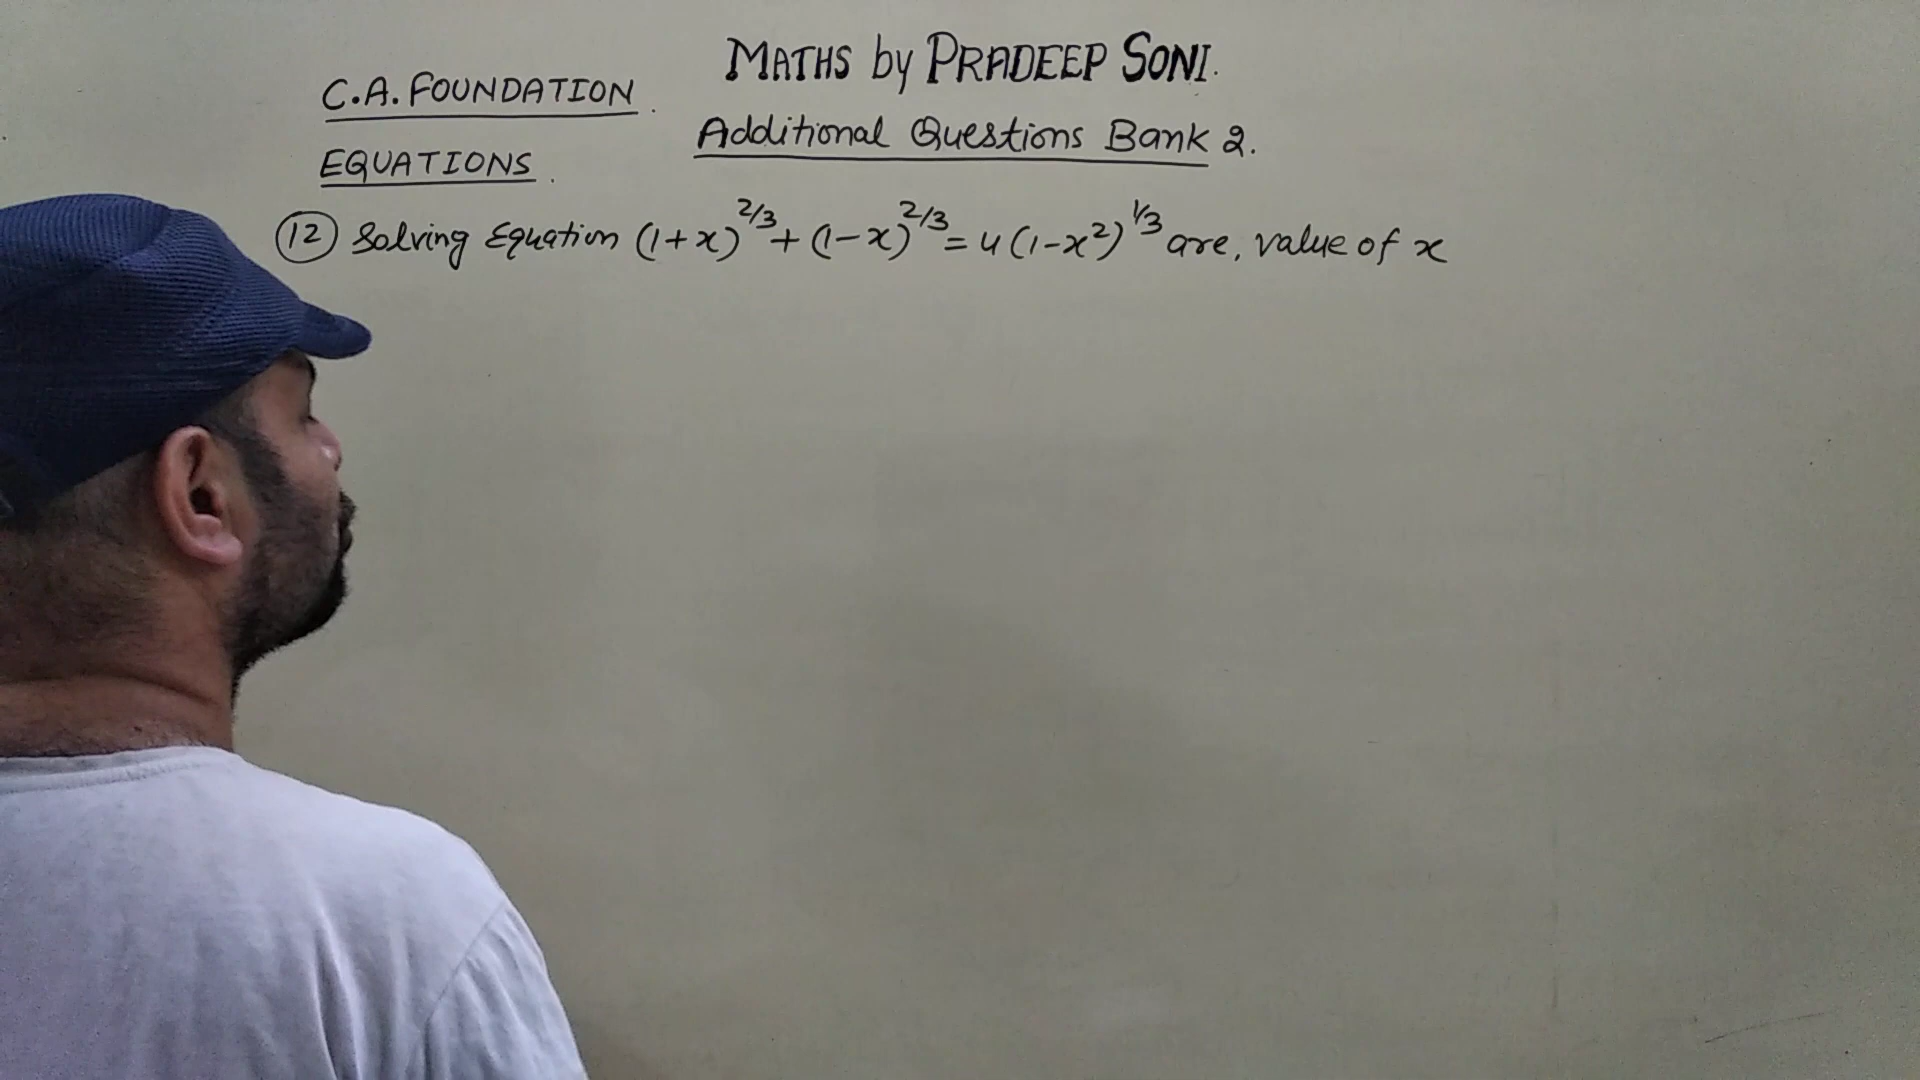 MATHS by PRADEEP SONI.
C.A. FOUNDATION.
Additional Questions Bank 2.
EQUATIONS.
(12) Solving Equation (1+x)^2/3 + (1-x)^2/3 = 4(1-x²)^1/3 are, value of x